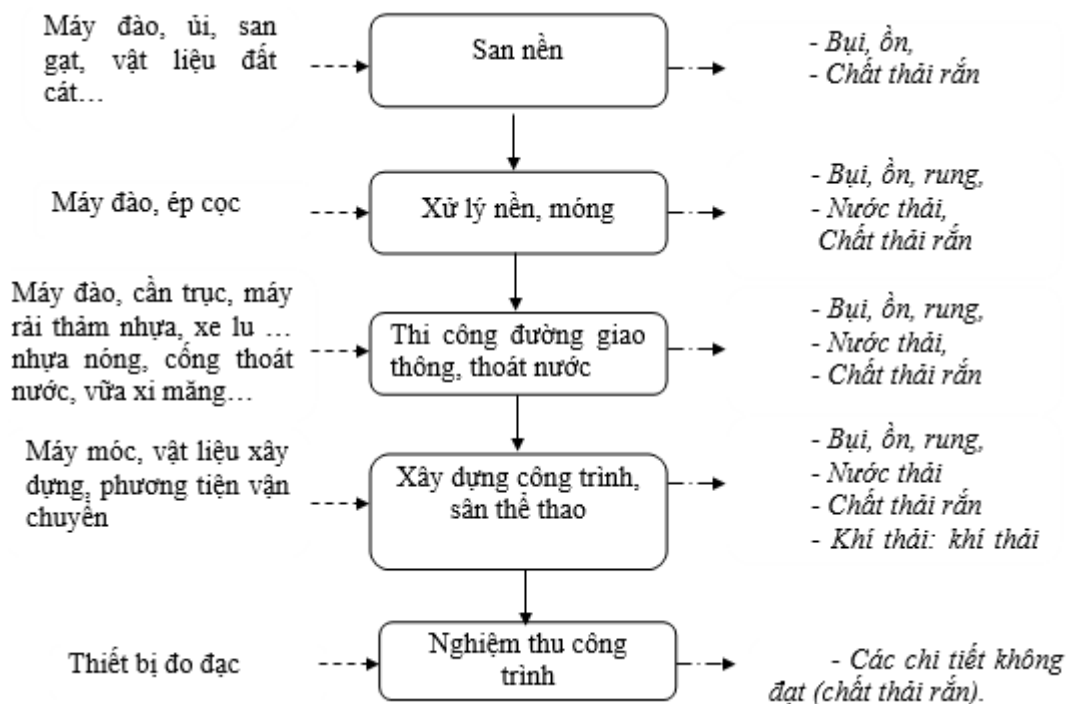 Máy đào, ủi, san
gạt, vật liệu đất
cát…
San nền
- Bụi, ồn,
- Chất thải rắn
Máy đào, ép cọc
Xử lý nền, móng
- Bụi, ồn, rung,
- Nước thải,
Chất thải rắn
Máy đào, cần trục, máy
rải thảm nhựa, xe lu …
nhựa nóng, cống thoát
nước, vữa xi măng…
Thi công đường giao
thông, thoát nước
- Bụi, ồn, rung,
- Nước thải,
- Chất thải rắn
Máy móc, vật liệu xây
dựng, phương tiện vận
chuyển
Xây dựng công trình,
sân thể thao
- Bụi, ồn, rung,
- Nước thải
- Chất thải rắn
- Khí thải: khí thải
Thiết bị đo đạc
Nghiệm thu công
trình
- Các chi tiết không
đạt (chất thải rắn).